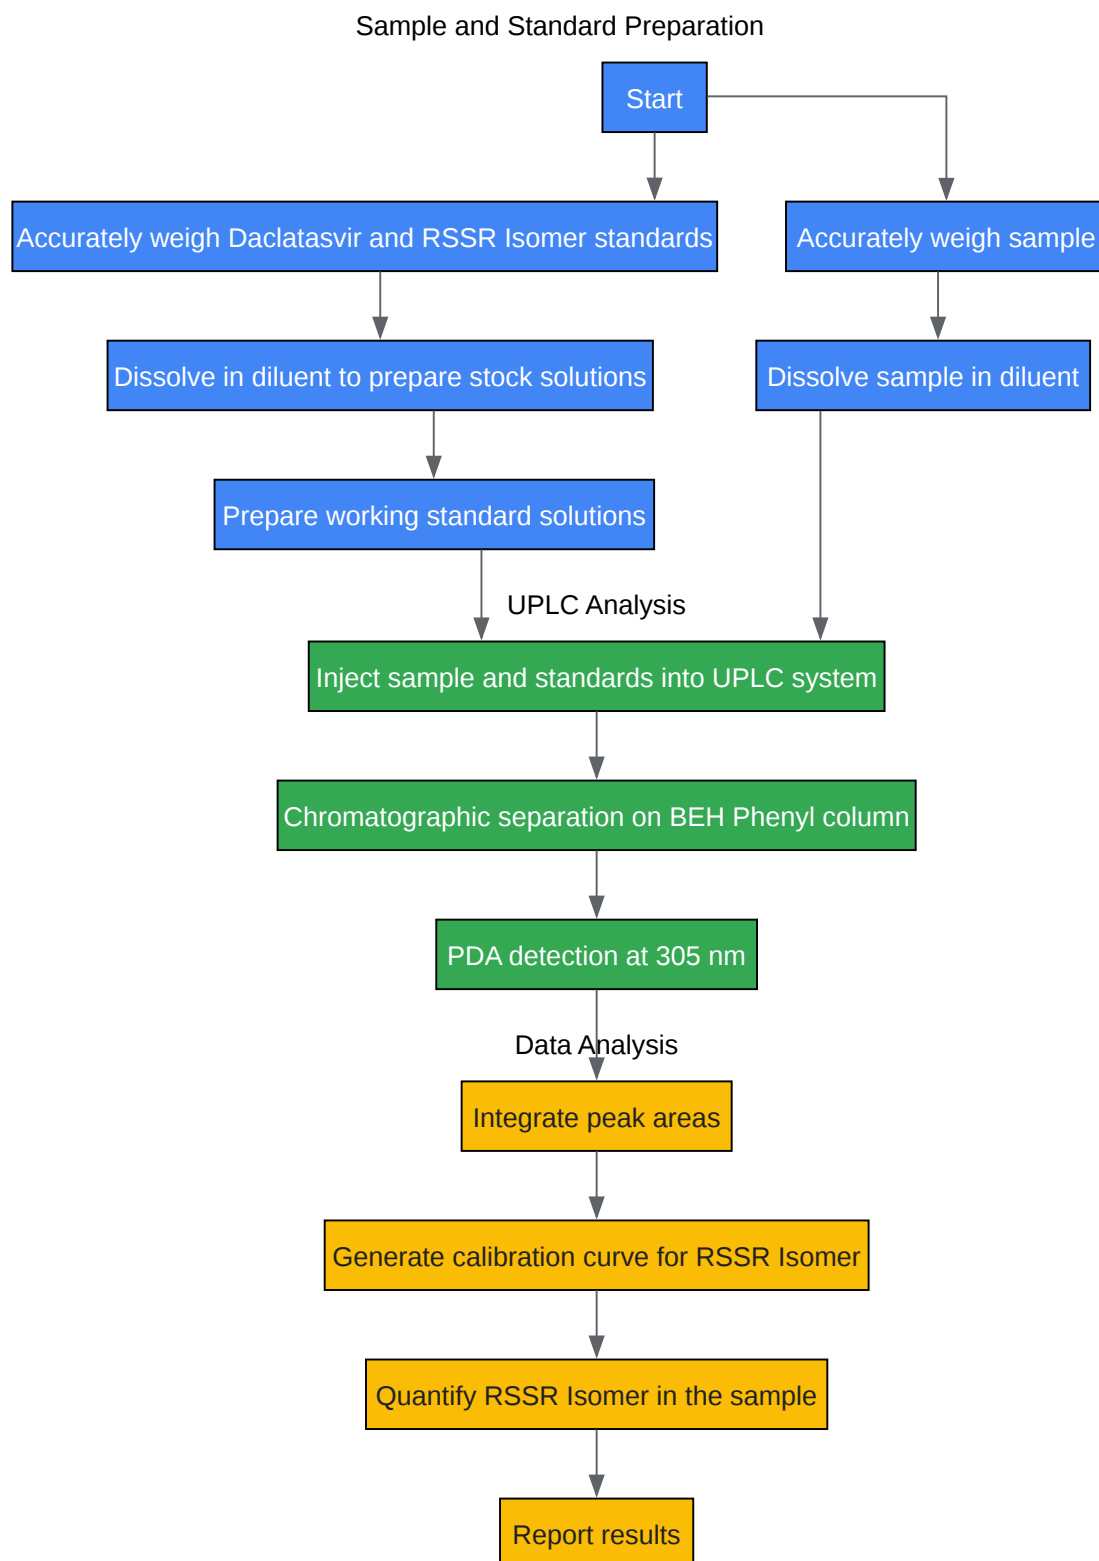 Sample and Standard Preparation
Start
Accurately weigh Daclatasvir and RSSR Isomer standards
Accurately weigh sample
Dissolve in diluent to prepare stock solutions
Dissolve sample in diluent
Prepare working standard solutions
UPLC Analysis
Inject sample and standards into UPLC system
Chromatographic separation on BEH Phenyl column
PDA detection at 305 nm
Data Analysis
Integrate peak areas
Generate calibration curve for RSSR Isomer
Quantify RSSR Isomer in the sample
Report results